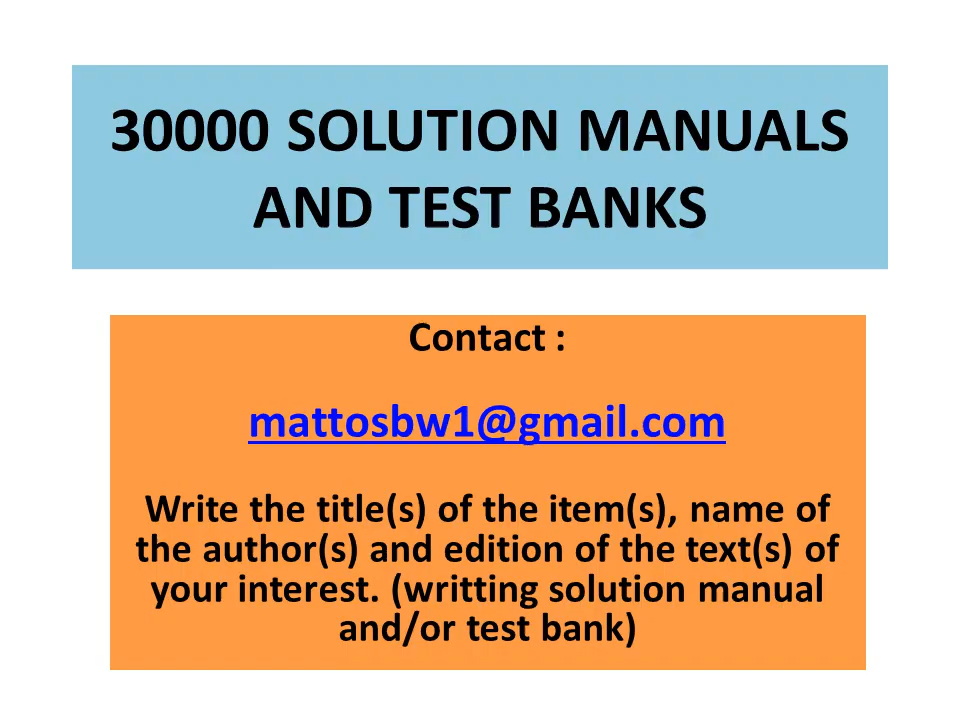 30000 SOLUTION MANUALS
AND TEST BANKS
Contact :
mattosbw1@gmail.com
Write the title(s) of the item(s), name of
the author(s) and edition of the text(s) of
your interest. (writting solution manual
and/or test bank)